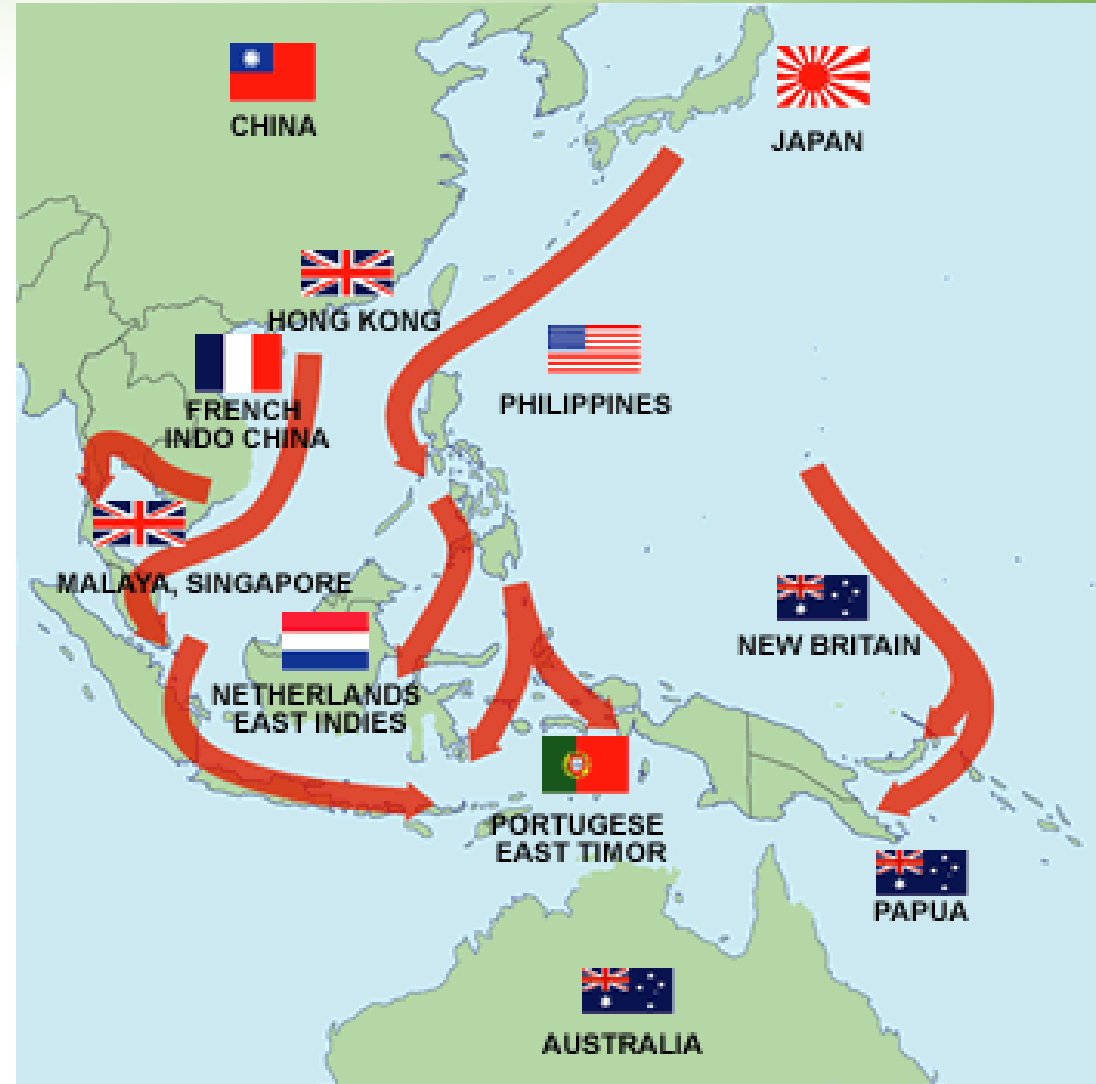 CHINA
JAPAN
HONG KONG
FRENCH
INDO CHINA
PHILIPPINES
MALAYA, SINGAPORE
NEW BRITAIN
NETHERLANDS
EAST INDIES
PORTUGESE
EAST TIMOR
PAPUA
AUSTRALIA